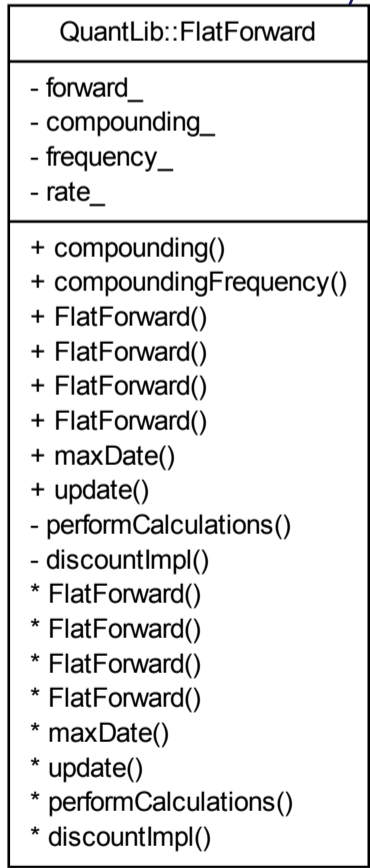 QuantLib::FlatForward
- forward_
- compounding_
- frequency_
- rate_
+ compounding()
+ compoundingFrequency()
+ FlatForward()
+ FlatForward()
+ FlatForward()
+ FlatForward()
+ maxDate()
+ update()
- performCalculations()
- discountImpl()
* FlatForward()
* FlatForward()
* FlatForward()
* FlatForward()
* maxDate()
* update()
* performCalculations()
* discountImpl()